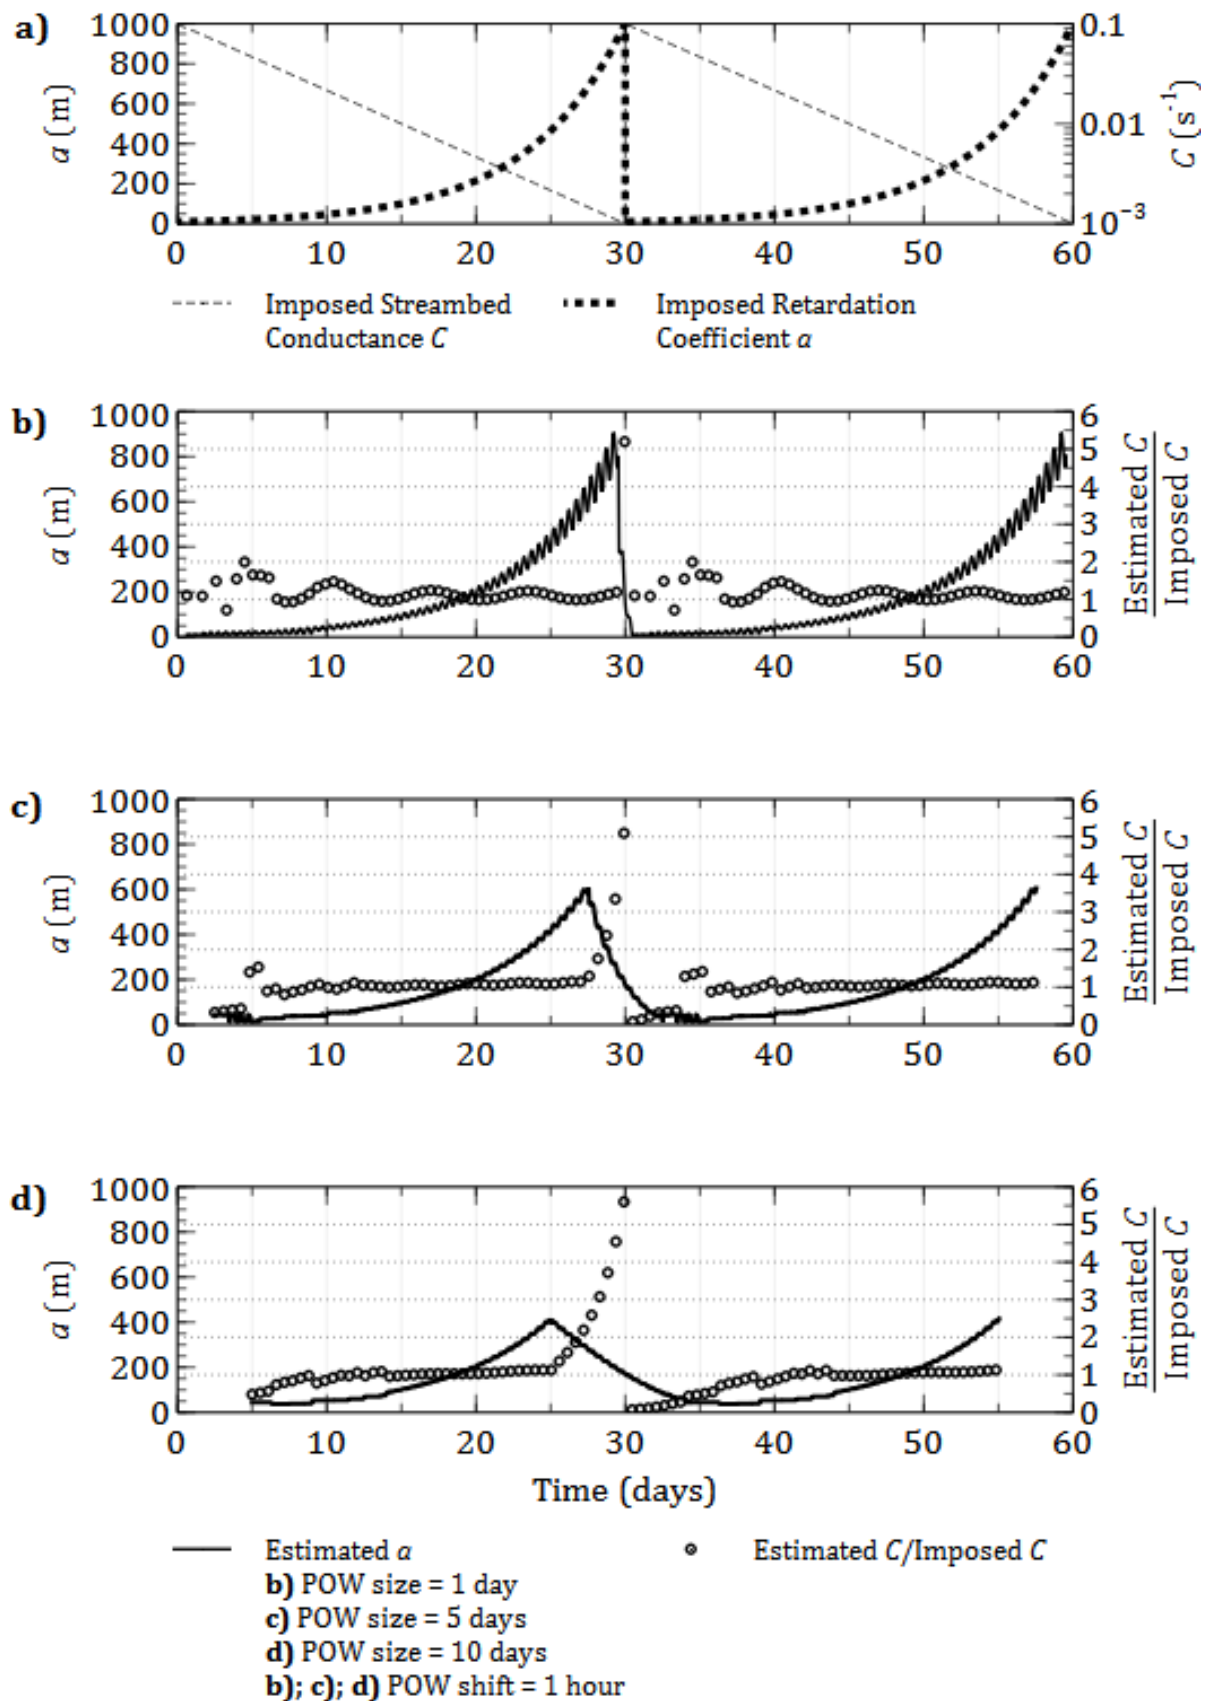 a)
1000
800
600
400
200
0
a (m)
0.1
0.01
10⁻³
C (s⁻¹)
0 10 20 30 40 50 60
Imposed Streambed Conductance C
Imposed Retardation Coefficient a
b)
1000
800
600
400
200
0
a (m)
6
5
4
3
2
1
0
Estimated C
Imposed C
0 10 20 30 40 50 60
c)
1000
800
600
400
200
0
a (m)
6
5
4
3
2
1
0
Estimated C
Imposed C
0 10 20 30 40 50 60
d)
1000
800
600
400
200
0
a (m)
6
5
4
3
2
1
0
Estimated C
Imposed C
0 10 20 30 40 50 60
Time (days)
Estimated a
Estimated C/Imposed C
b) POW size = 1 day
c) POW size = 5 days
d) POW size = 10 days
b); c); d) POW shift = 1 hour